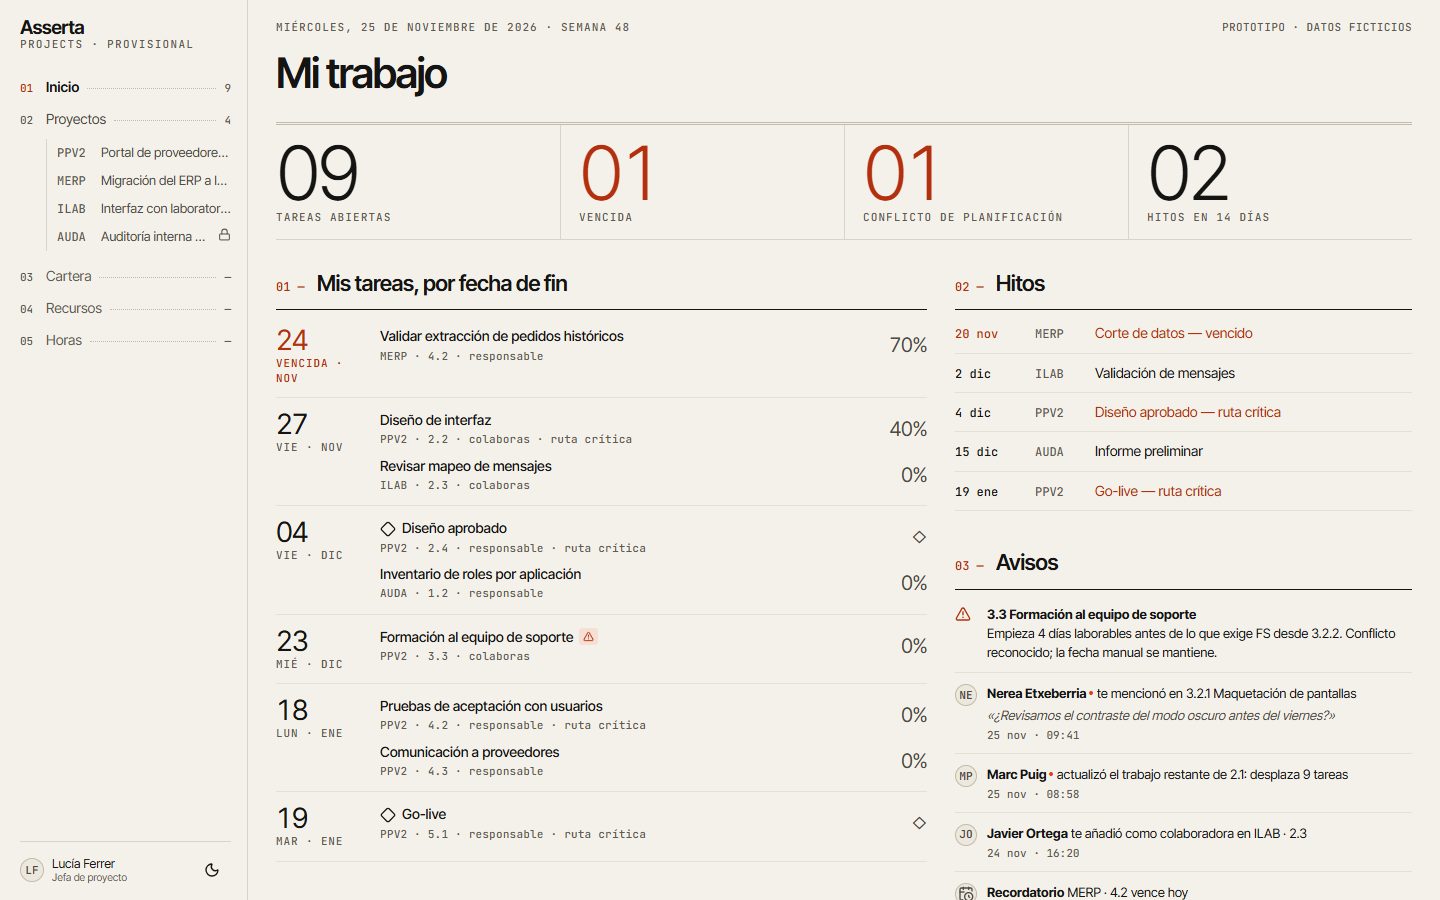 Asserta
PROJECTS · PROVISIONAL
01 Inicio 9
02 Proyectos 4
PPV2 Portal de proveedore...
MERP Migración del ERP a l...
ILAB Interfaz con laborator...
AUDA Auditoría interna ...
03 Cartera —
04 Recursos —
05 Horas —
LF
Lucía Ferrer
Jefa de proyecto
MIÉRCOLES, 25 DE NOVIEMBRE DE 2026 · SEMANA 48
PROTOTIPO · DATOS FICTICIOS
Mi trabajo
09
TAREAS ABIERTAS
01
VENCIDA
01
CONFLICTO DE PLANIFICACIÓN
02
HITOS EN 14 DÍAS
01 — Mis tareas, por fecha de fin
24
VENCIDA ·
NOV
Validar extracción de pedidos históricos
MERP · 4.2 · responsable
70%
27
VIE · NOV
Diseño de interfaz
PPV2 · 2.2 · colaboras · ruta crítica
40%
Revisar mapeo de mensajes
ILAB · 2.3 · colaboras
0%
04
VIE · DIC
Diseño aprobado
PPV2 · 2.4 · responsable · ruta crítica
Inventario de roles por aplicación
AUDA · 1.2 · responsable
0%
23
MIÉ · DIC
Formación al equipo de soporte
PPV2 · 3.3 · colaboras
0%
18
LUN · ENE
Pruebas de aceptación con usuarios
PPV2 · 4.2 · responsable · ruta crítica
0%
Comunicación a proveedores
PPV2 · 4.3 · responsable
0%
19
MAR · ENE
Go-live
PPV2 · 5.1 · responsable · ruta crítica
02 — Hitos
20 nov MERP Corte de datos — vencido
2 dic ILAB Validación de mensajes
4 dic PPV2 Diseño aprobado — ruta crítica
15 dic AUDA Informe preliminar
19 ene PPV2 Go-live — ruta crítica
03 — Avisos
3.3 Formación al equipo de soporte
Empieza 4 días laborables antes de lo que exige FS desde 3.2.2. Conflicto
reconocido; la fecha manual se mantiene.
NE
Nerea Etxeberria • te mencionó en 3.2.1 Maquetación de pantallas
«¿Revisamos el contraste del modo oscuro antes del viernes?»
25 nov · 09:41
MP
Marc Puig • actualizó el trabajo restante de 2.1: desplaza 9 tareas
25 nov · 08:58
JO
Javier Ortega te añadió como colaboradora en ILAB · 2.3
24 nov · 16:20
Recordatorio MERP · 4.2 vence hoy